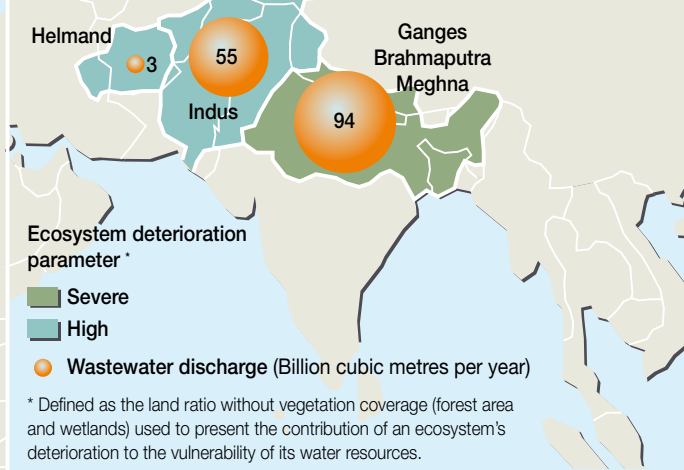 Helmand
3
55
Indus
Ganges
Brahmaputra
Meghna
94
Ecosystem deterioration
parameter *
Severe
High
Wastewater discharge (Billion cubic metres per year)
* Defined as the land ratio without vegetation coverage (forest area
and wetlands) used to present the contribution of an ecosystem’s
deterioration to the vulnerability of its water resources.